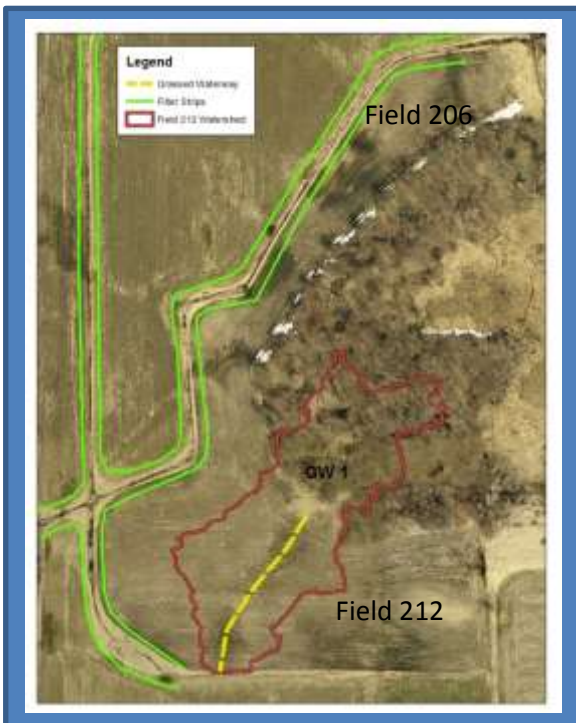 Legend
Grassed Waterway
Filter Strips
Field 212 Watershed
Field 206
GW 1
Field 212